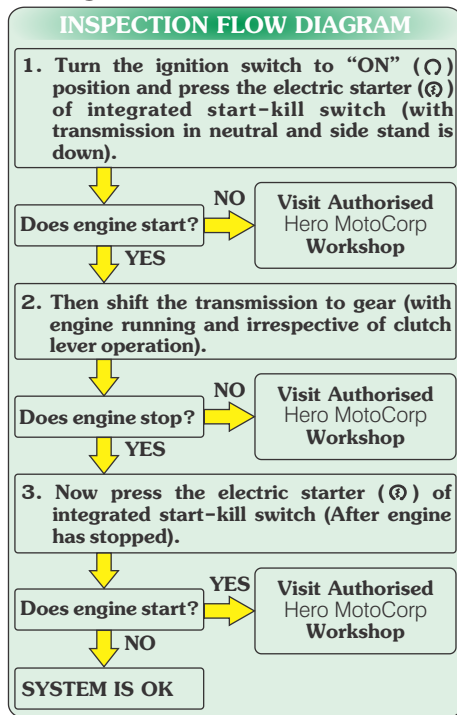 INSPECTION FLOW DIAGRAM
1. Turn the ignition switch to “ON” ( )
position and press the electric starter ( )
of integrated start-kill switch (with
transmission in neutral and side stand is
down).
Does engine start?
NO
Visit Authorised
Hero MotoCorp
Workshop
YES
2. Then shift the transmission to gear (with
engine running and irrespective of clutch
lever operation).
Does engine stop?
NO
Visit Authorised
Hero MotoCorp
Workshop
YES
3. Now press the electric starter ( ) of
integrated start-kill switch (After engine
has stopped).
Does engine start?
YES
Visit Authorised
Hero MotoCorp
Workshop
NO
SYSTEM IS OK